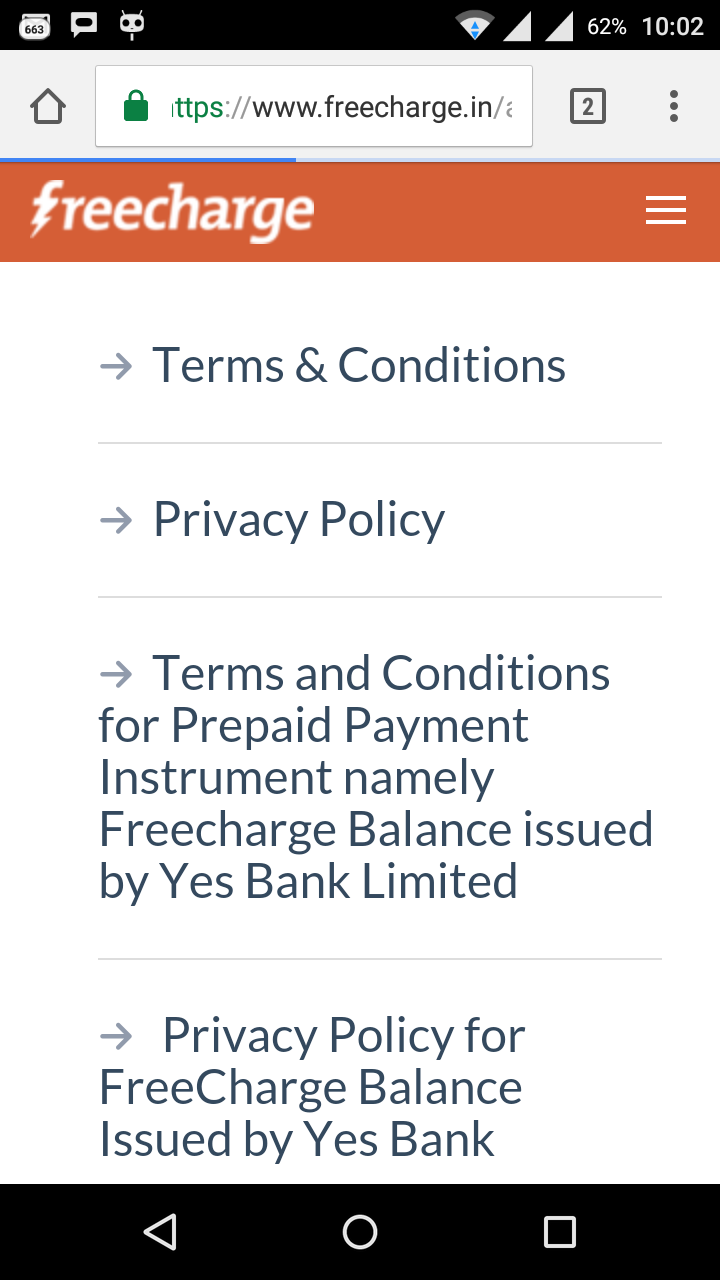 663
62% 10:02
ttps://www.freecharge.in/a
2
freecharge
→ Terms & Conditions
→ Privacy Policy
→ Terms and Conditions
for Prepaid Payment
Instrument namely
Freecharge Balance issued
by Yes Bank Limited
→ Privacy Policy for
FreeCharge Balance
Issued by Yes Bank